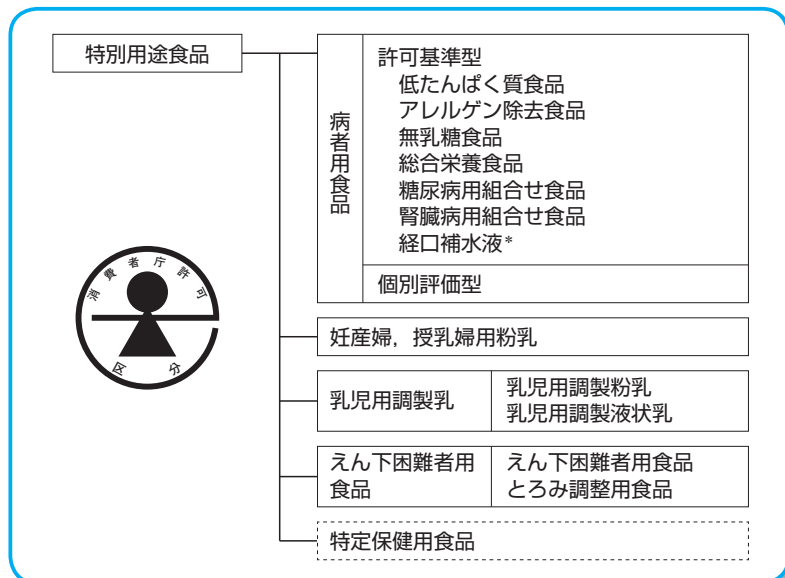 特別用途食品
病者用食品
許可基準型
低たんぱく質食品
アレルゲン除去食品
無乳糖食品
総合栄養食品
糖尿病用組合せ食品
腎臓病用組合せ食品
経口補水液*
個別評価型
消費者庁許可
区分
妊産婦，授乳婦用粉乳
乳児用調製乳
乳児用調製粉乳
乳児用調製液状乳
えん下困難者用
食品
えん下困難者用食品
とろみ調整用食品
特定保健用食品